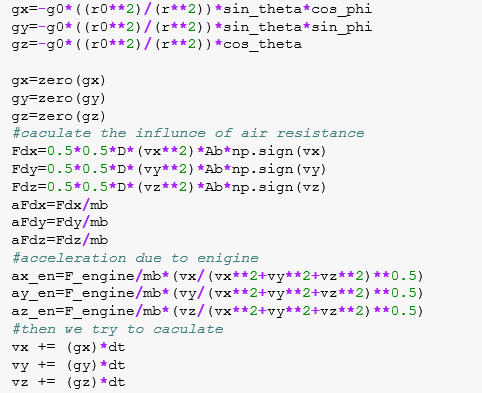 gx=-g0*((r0**2)/(r**2))*sin_theta*cos_phi
gy=-g0*((r0**2)/(r**2))*sin_theta*sin_phi
gz=-g0*((r0**2)/(r**2))*cos_theta
gx=zero(gx)
gy=zero(gy)
gz=zero(gz)
#caculate the influnce of air resistance
Fdx=0.5*0.5*D*(vx**2)*Ab*np.sign(vx)
Fdy=0.5*0.5*D*(vy**2)*Ab*np.sign(vy)
Fdz=0.5*0.5*D*(vz**2)*Ab*np.sign(vz)
aFdx=Fdx/mb
aFdy=Fdy/mb
aFdz=Fdz/mb
#acceleration due to enigine
ax_en=F_engine/mb*(vx/(vx**2+vy**2+vz**2)**0.5)
ay_en=F_engine/mb*(vy/(vx**2+vy**2+vz**2)**0.5)
az_en=F_engine/mb*(vz/(vx**2+vy**2+vz**2)**0.5)
#then we try to caculate
vx += (gx)*dt
vy += (gy)*dt
vz += (gz)*dt